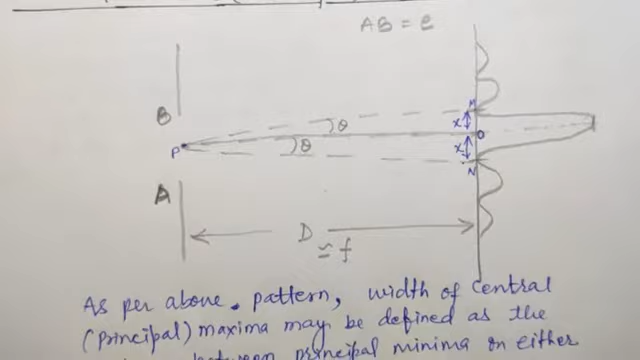 AB = e
B
M
θ
x
P
O
θ
x
N
A
D
≃ f
As per above. pattern, width of central
(principal) maxima may be defined as the
between principal minima on either